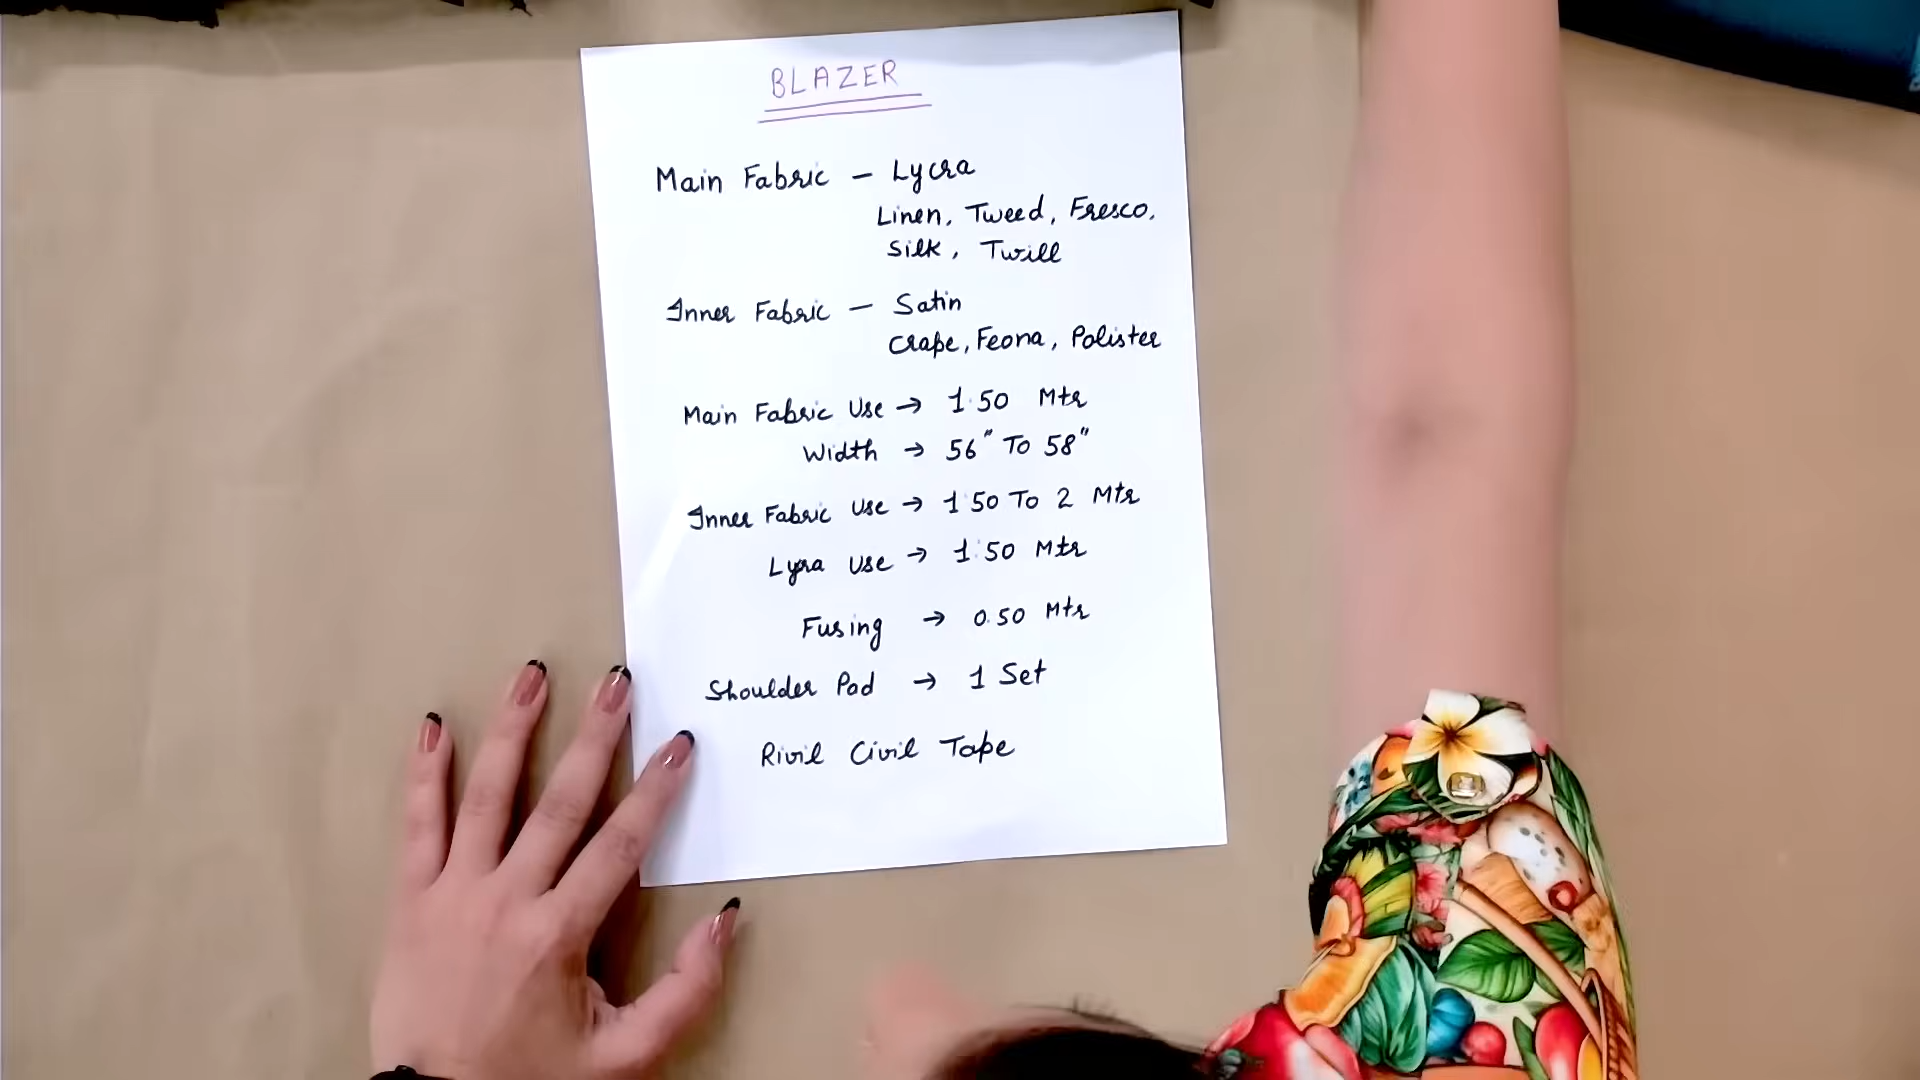 BLAZER
Main Fabric – Lycra
Linen, Tweed, Fresco,
Silk, Twill
Inner Fabric – Satin
Crape, Feona, Polister
Main Fabric Use → 1.50 Mtr
Width → 56" To 58"
Inner Fabric Use → 1.50 To 2 Mtr
Lyra Use → 1.50 Mtr
Fusing → 0.50 Mtr
Shoulder Pad → 1 Set
Rivil Civil Tape